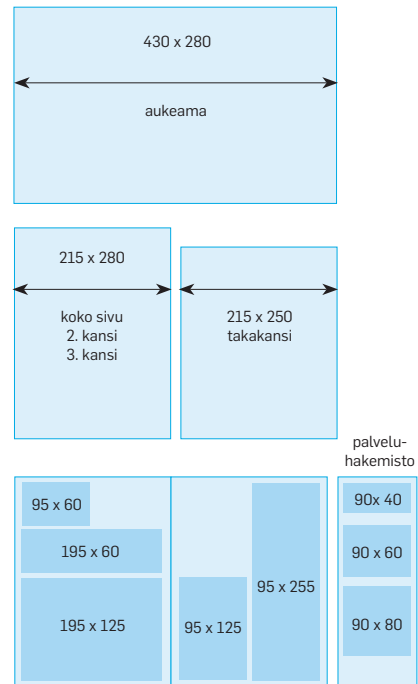 430 x 280
aukeama
215 x 280
koko sivu
2. kansi
3. kansi
215 x 250
takakansi
palvelu-
hakemisto
95 x 60
195 x 60
195 x 125
95 x 125
95 x 255
90x 40
90 x 60
90 x 80